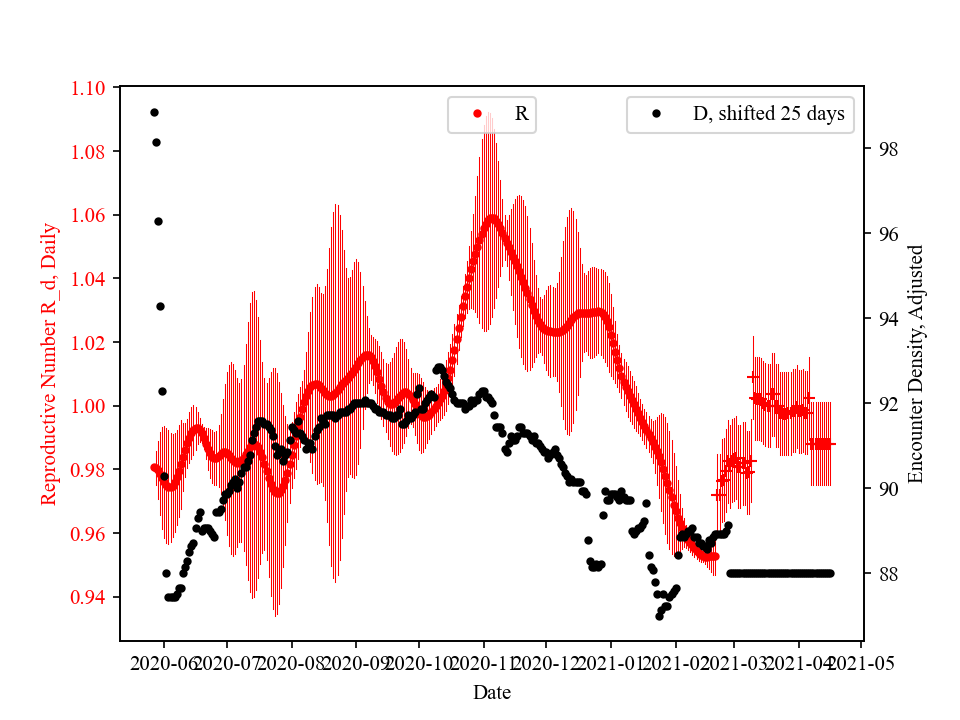 R
D, shifted 25 days
Reproductive Number R_d, Daily
1.10
1.08
1.06
1.04
1.02
1.00
0.98
0.96
0.94
98
96
94
92
90
88
Encounter Density, Adjusted
2020-06 2020-07 2020-08 2020-09 2020-10 2020-11 2020-12 2021-01 2021-02 2021-03 2021-04 2021-05
Date